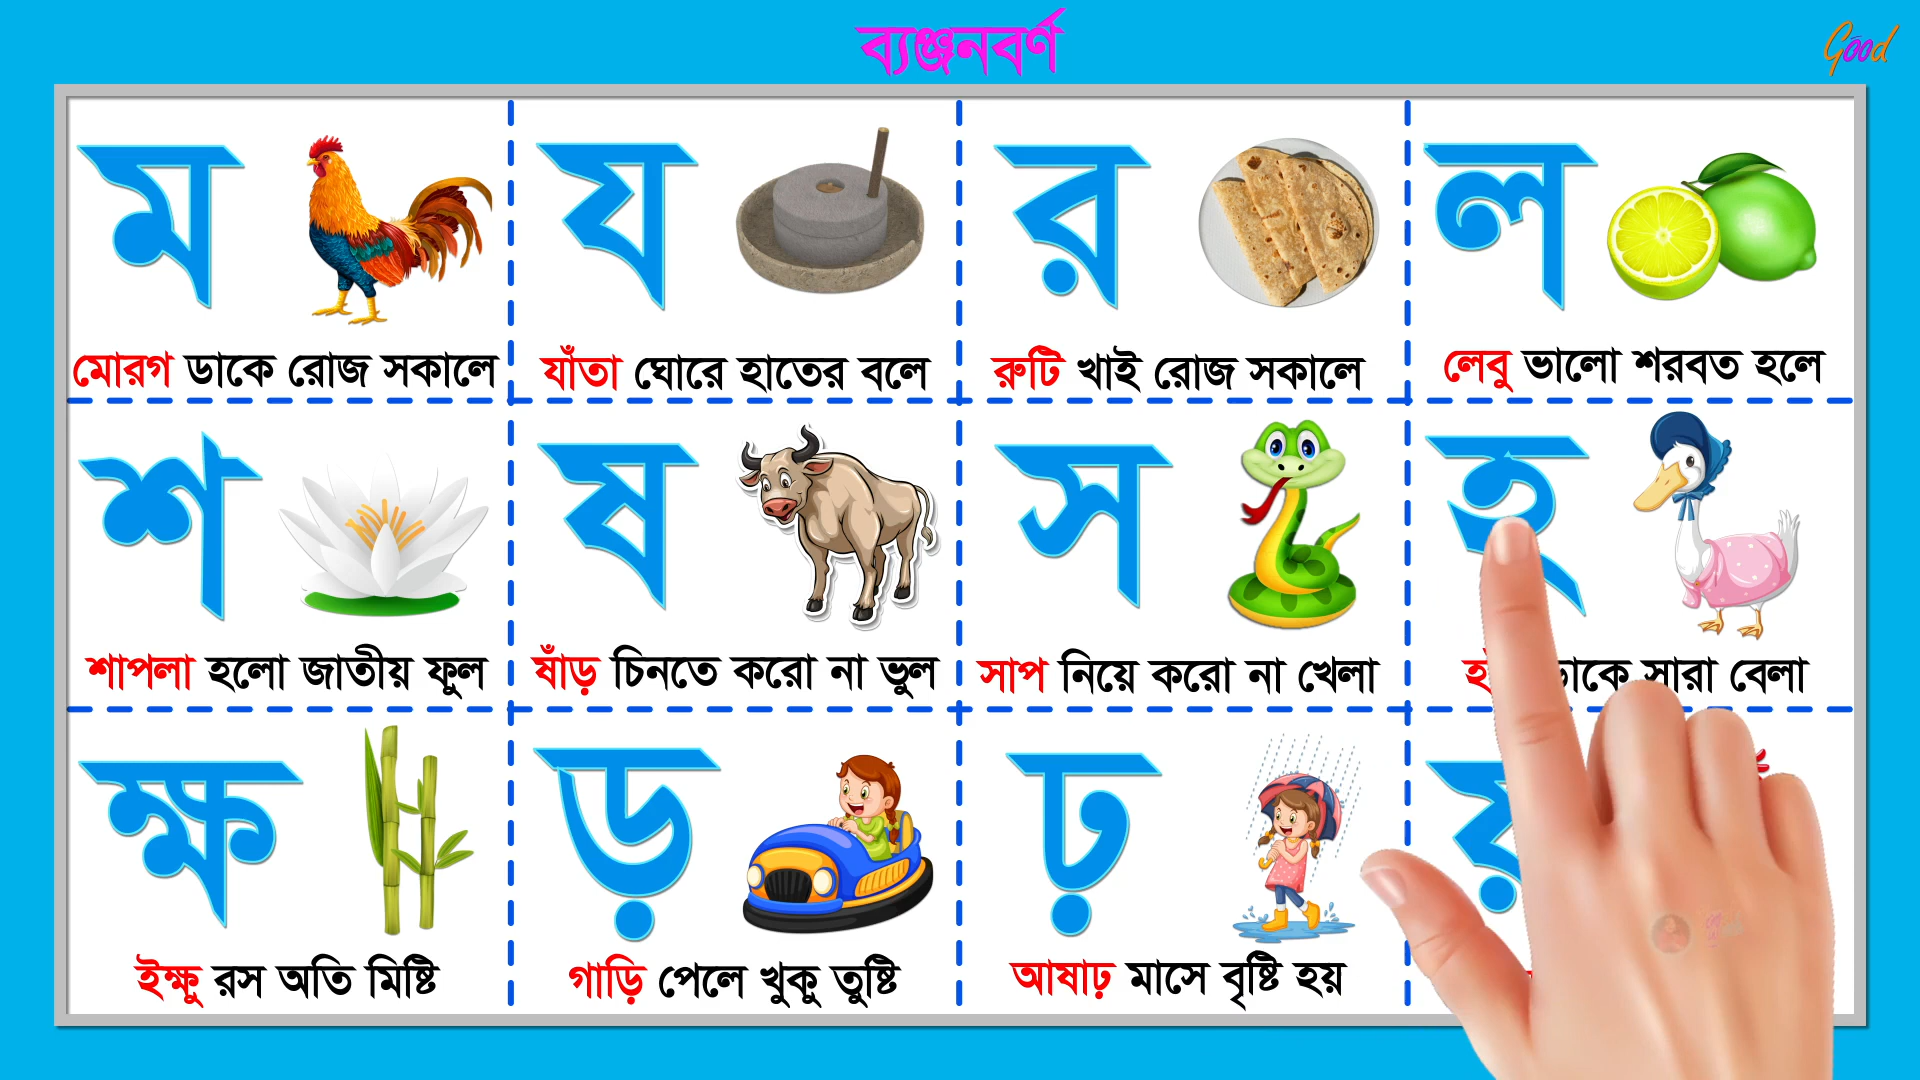 ব্যঞ্জনবর্ণ
Good
ম
য
র
ল
মোরগ ডাকে রোজ সকালে
যাঁতা ঘোরে হাতের বলে
রুটি খাই রোজ সকালে
লেবু ভালো শরবত হলে
শ
ষ
স
হ
শাপলা হলো জাতীয় ফুল
ষাঁড় চিনতে করো না ভুল
সাপ নিয়ে করো না খেলা
সারা বেলা
ক্ষ
ড়
ঢ়
য়
ইক্ষু রস অতি মিষ্টি
গাড়ি পেলে খুকু তুষ্টি
আষাঢ় মাসে বৃষ্টি হয়